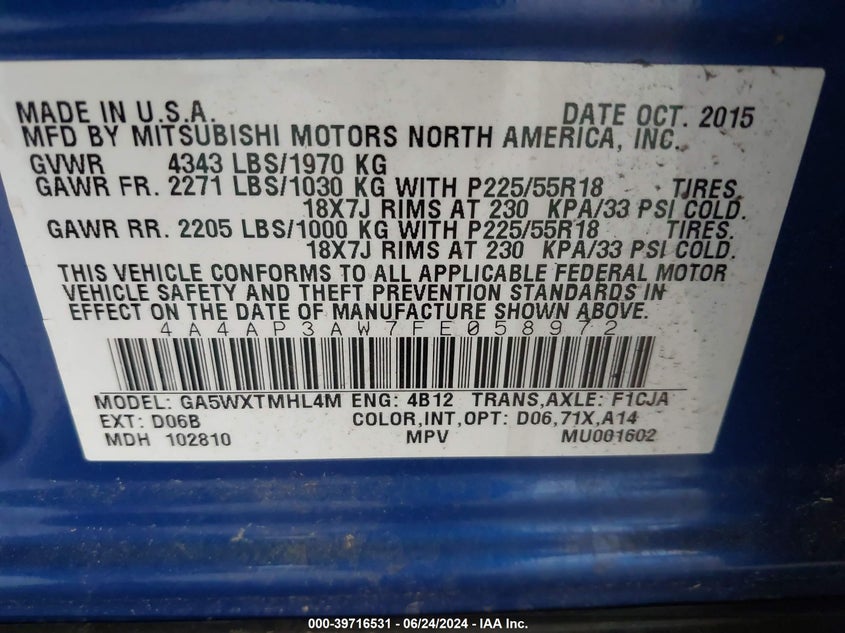 MADE IN U.S.A. DATE OCT. 2015
MFD BY MITSUBISHI MOTORS NORTH AMERICA, INC.
GVWR 4343 LBS/1970 KG
GAWR FR. 2271 LBS/1030 KG WITH P225/55R18 TIRES,
18X7J RIMS AT 230 KPA/33 PSI COLD.
GAWR RR. 2205 LBS/1000 KG WITH P225/55R18 TIRES,
18X7J RIMS AT 230 KPA/33 PSI COLD.
THIS VEHICLE CONFORMS TO ALL APPLICABLE FEDERAL MOTOR
VEHICLE SAFETY AND THEFT PREVENTION STANDARDS IN
EFFECT ON THE DATE OF MANUFACTURE SHOWN ABOVE.
4A4AP3AW7FE058972
MODEL: GA5WXTMHL4M ENG: 4B12 TRANS,AXLE: F1CJA
EXT: D06B COLOR,INT,OPT: D06,71X,A14
MDH 102810 MPV MU001602
000-39716531 - 06/24/2024 - IAA Inc.